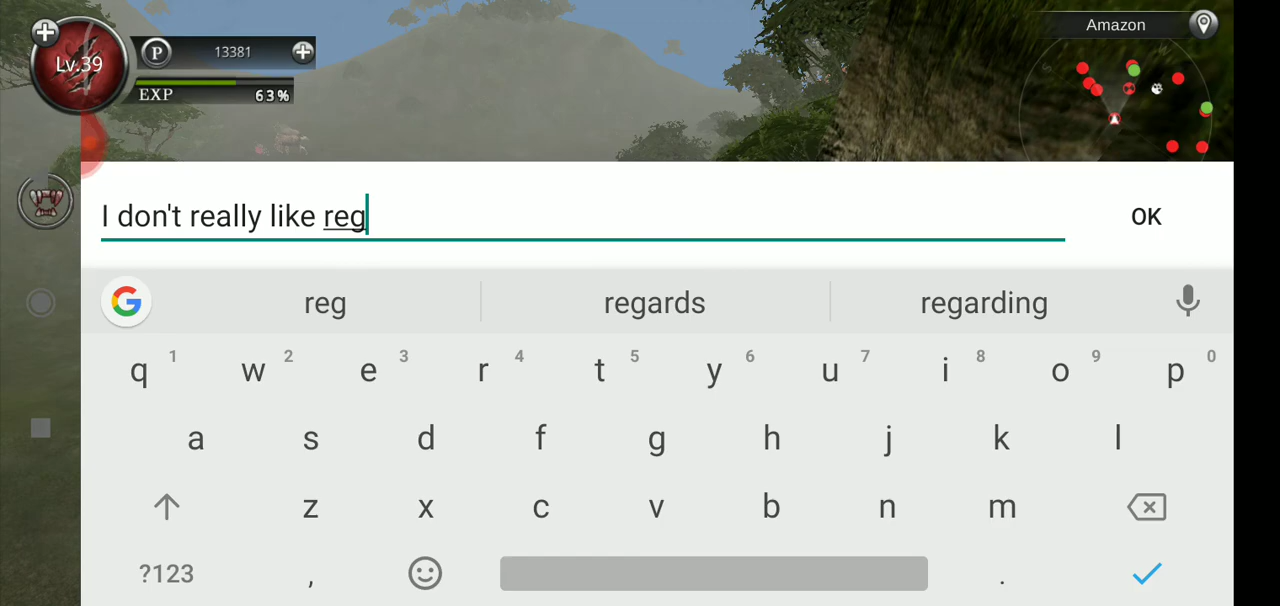 Lv.39
P 13381
EXP 63%
Amazon
I don't really like reg
OK
reg regards regarding
q 1 w 2 e 3 r 4 t 5 y 6 u 7 i 8 o 9 p 0
a s d f g h j k l
z x c v b n m
?123 , .